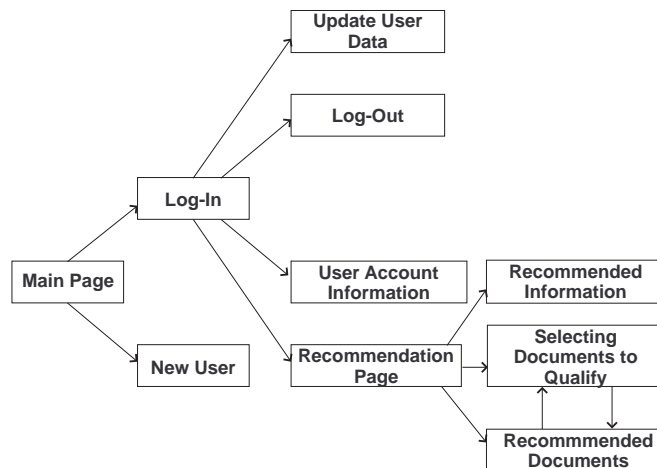 Update User
Data
Log-Out
Log-In
Main Page
User Account
Information
Recommended
Information
New User
Recommendation
Page
Selecting
Documents to
Qualify
Recommmended
Documents